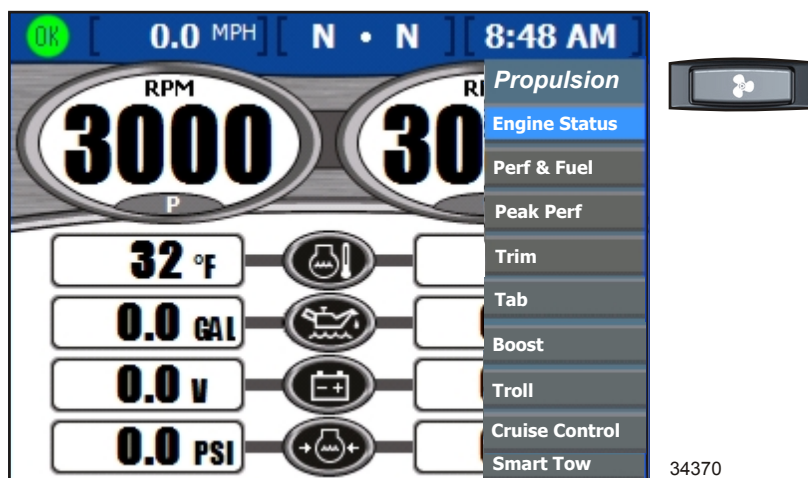 OK [ 0.0 MPH ] [ N • N ] [ 8:48 AM ]
RPM
3000
P
Propulsion
Engine Status
Perf & Fuel
Peak Perf
Trim
Tab
Boost
Troll
Cruise Control
Smart Tow
32 °F
0.0 GAL
0.0 V
0.0 PSI
34370